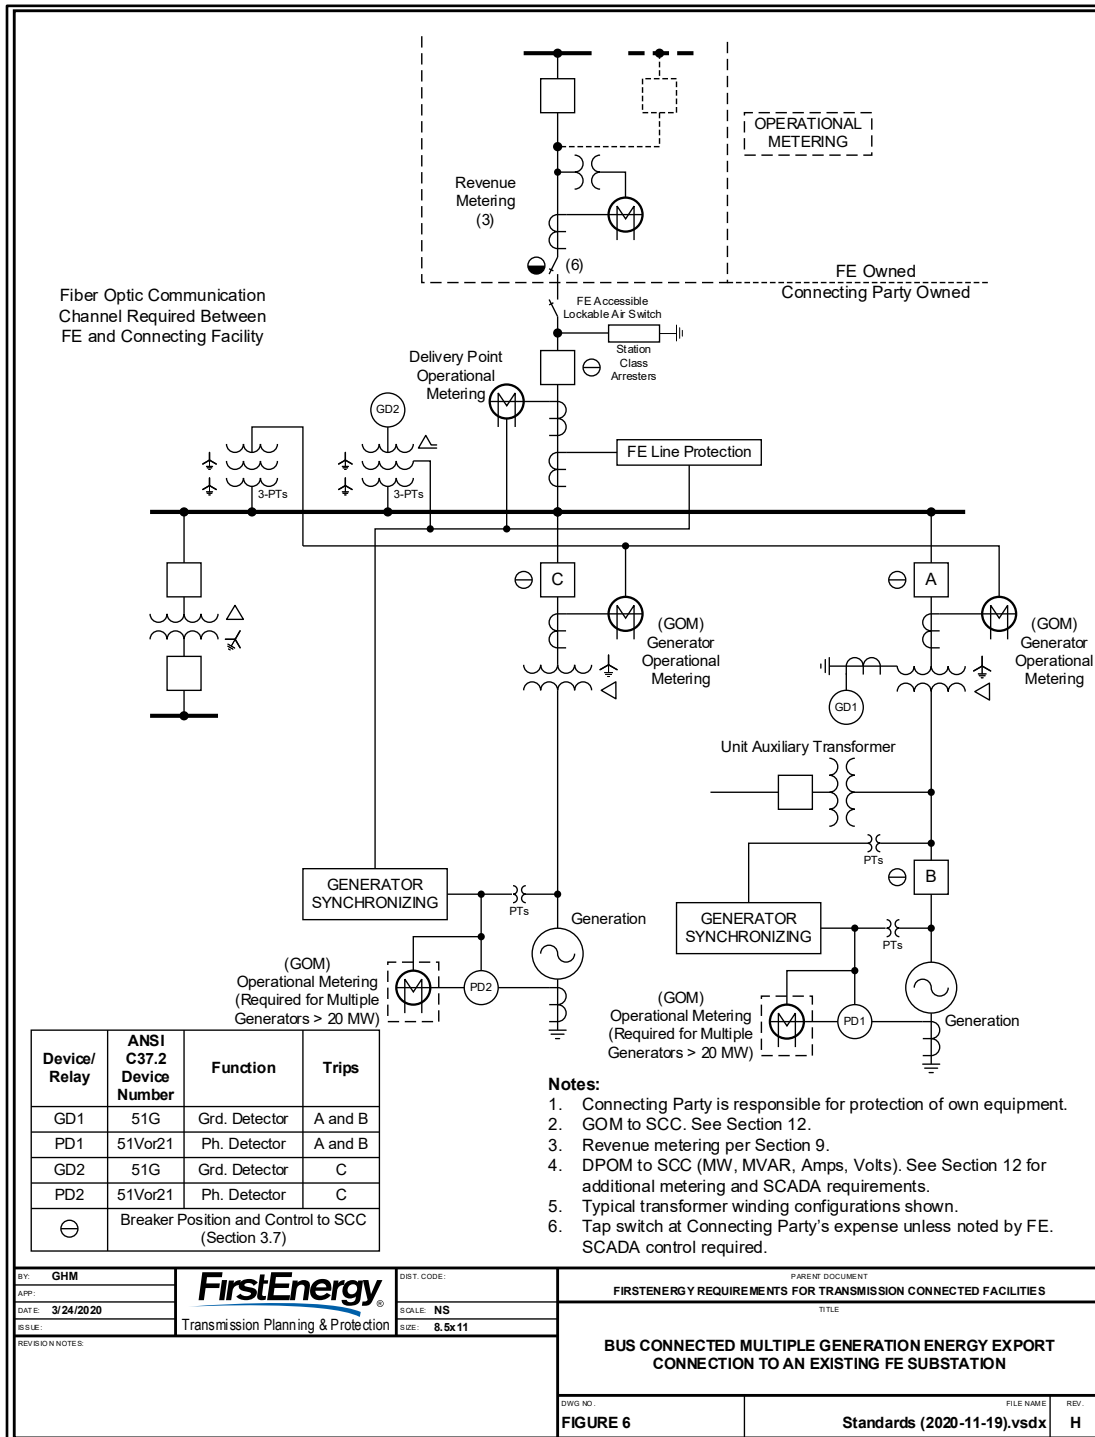 OPERATIONAL
METERING
Revenue
Metering
(3)
(6)
FE Owned
Connecting Party Owned
Fiber Optic Communication
Channel Required Between
FE and Connecting Facility
FE Accessible
Lockable Air Switch
Station
Class
Arresters
Delivery Point
Operational
Metering
GD2
FE Line Protection
3-PTs
3-PTs
C
A
(GOM)
Generator
Operational
Metering
(GOM)
Generator
Operational
Metering
GD1
Unit Auxiliary Transformer
PTs
B
GENERATOR
SYNCHRONIZING
PTs
Generation
GENERATOR
SYNCHRONIZING
PTs
(GOM)
Operational Metering
(Required for Multiple
Generators > 20 MW)
PD2
(GOM)
Operational Metering
(Required for Multiple
Generators > 20 MW)
PD1
Generation
Device/
Relay
ANSI
C37.2
Device
Number
Function
Trips
GD1 51G Grd. Detector A and B
PD1 51Vor21 Ph. Detector A and B
GD2 51G Grd. Detector C
PD2 51Vor21 Ph. Detector C
Breaker Position and Control to SCC
(Section 3.7)
Notes:
1. Connecting Party is responsible for protection of own equipment.
2. GOM to SCC. See Section 12.
3. Revenue metering per Section 9.
4. DPOM to SCC (MW, MVAR, Amps, Volts). See Section 12 for
additional metering and SCADA requirements.
5. Typical transformer winding configurations shown.
6. Tap switch at Connecting Party's expense unless noted by FE.
SCADA control required.
BY: GHM
APP:
DATE: 3/24/2020
ISSUE:
REVISION NOTES:
FirstEnergy®
Transmission Planning & Protection
DIST. CODE:
SCALE: NS
SIZE: 8.5x11
PARENT DOCUMENT
FIRSTENERGY REQUIREMENTS FOR TRANSMISSION CONNECTED FACILITIES
TITLE
BUS CONNECTED MULTIPLE GENERATION ENERGY EXPORT
CONNECTION TO AN EXISTING FE SUBSTATION
DWG NO.
FIGURE 6
FILE NAME
Standards (2020-11-19).vsdx
REV.
H